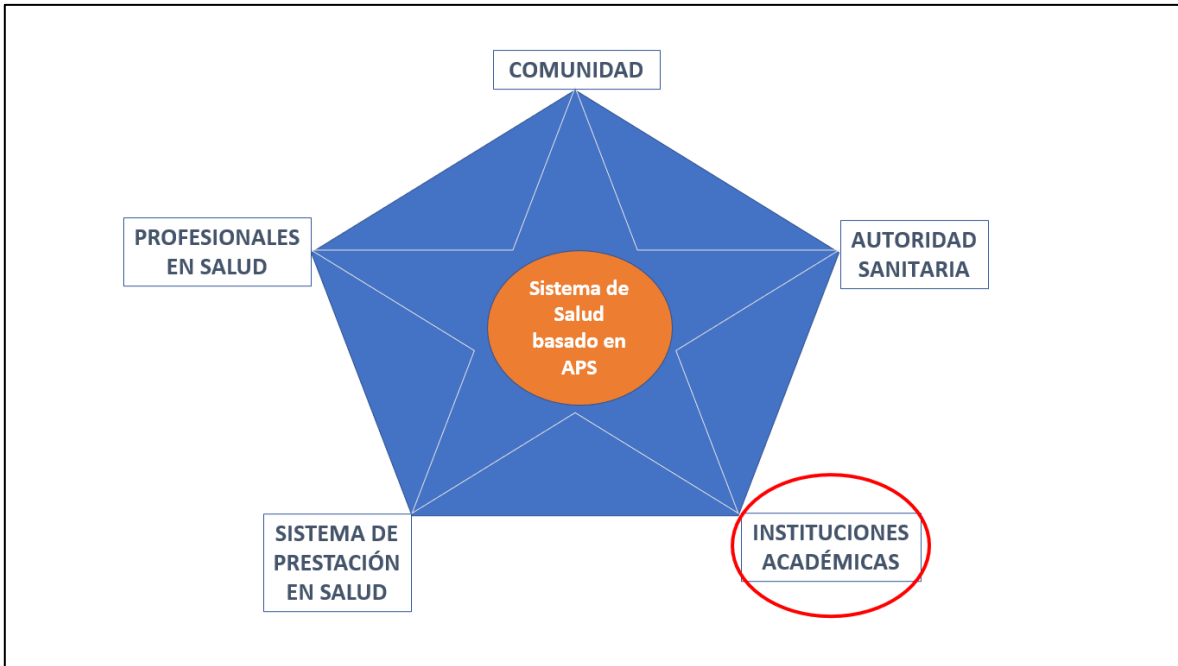 COMUNIDAD
PROFESIONALES
EN SALUD
AUTORIDAD
SANITARIA
Sistema de
Salud
basado en
APS
SISTEMA DE
PRESTACIÓN
EN SALUD
INSTITUCIONES
ACADÉMICAS